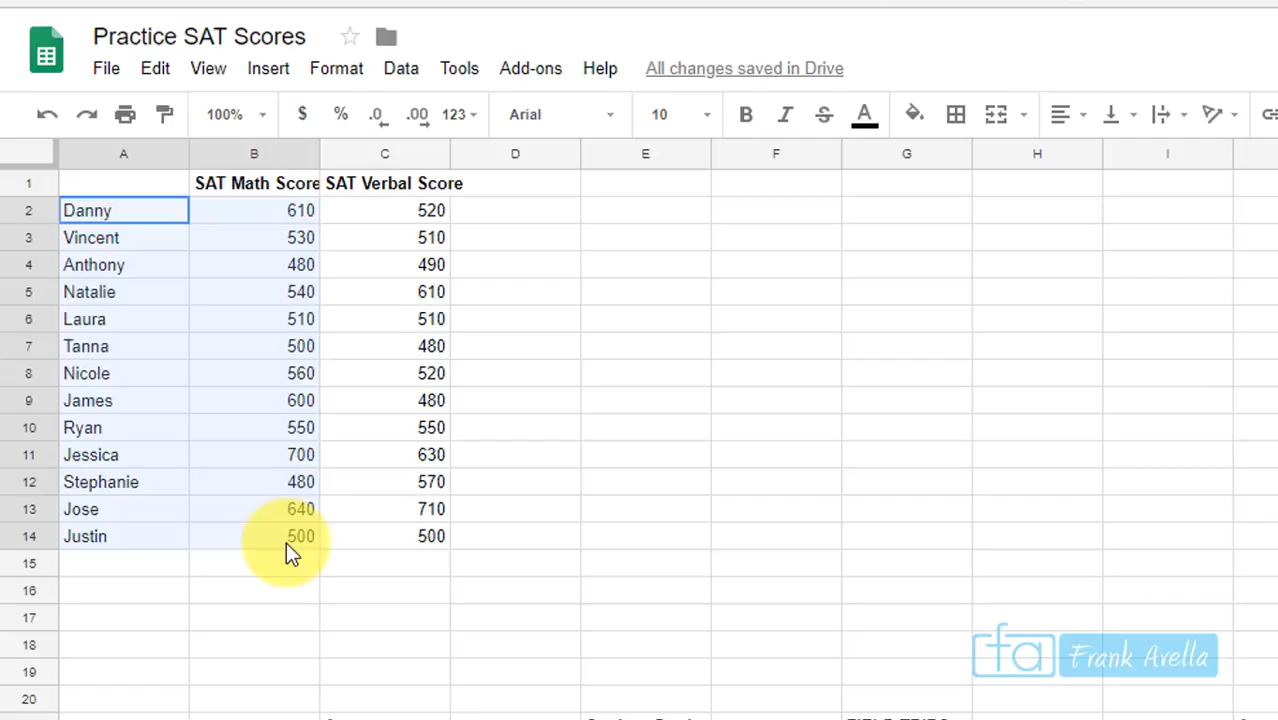 Practice SAT Scores
File Edit View Insert Format Data Tools Add-ons Help All changes saved in Drive
100% $ % .0 .00 123 Arial 10 B I S A
A B C D E F G H I
1 SAT Math Score SAT Verbal Score
2 Danny 610 520
3 Vincent 530 510
4 Anthony 480 490
5 Natalie 540 610
6 Laura 510 510
7 Tanna 500 480
8 Nicole 560 520
9 James 600 480
10 Ryan 550 550
11 Jessica 700 630
12 Stephanie 480 570
13 Jose 640 710
14 Justin 500 500
15
16
17
18
19
20
fa Frank Avella